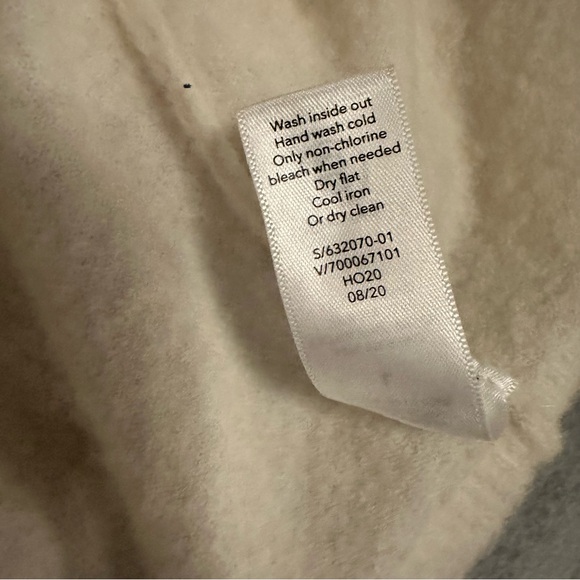 Wash inside out
Hand wash cold
Only non-chlorine
bleach when needed
Dry flat
Cool iron
Or dry clean
S/632070-01
V/700067101
HO20
08/20